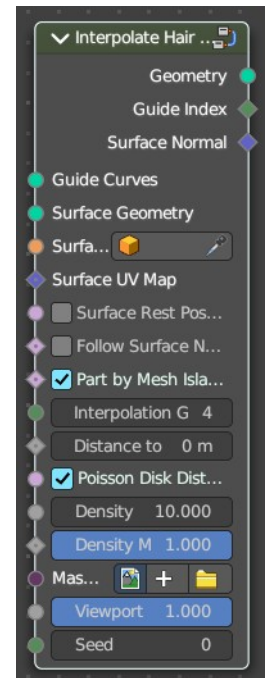 Interpolate Hair ...
Geometry
Guide Index
Surface Normal
Guide Curves
Surface Geometry
Surfa...
Surface UV Map
Surface Rest Pos...
Follow Surface N...
Part by Mesh Isla...
Interpolation G 4
Distance to 0 m
Poisson Disk Dist...
Density 10.000
Density M 1.000
Mas...
Viewport 1.000
Seed 0